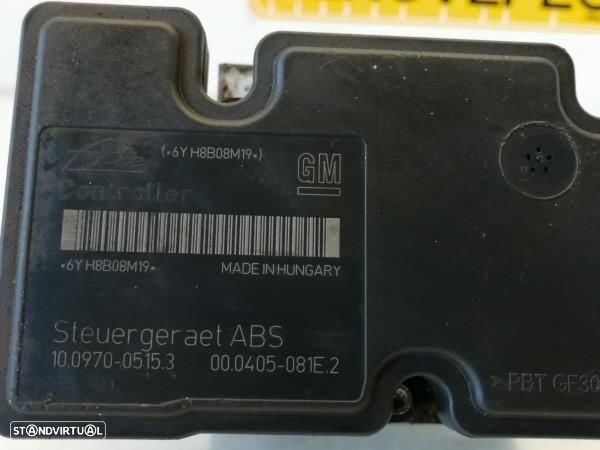 (*6Y H8B08M19*)
GM
Controller
*6Y H8B08M19*
MADE IN HUNGARY
Steuergeraet ABS
10.0970-0515.3 00.0405-081E.2
> PBT GF30
STANDVIRTUAL